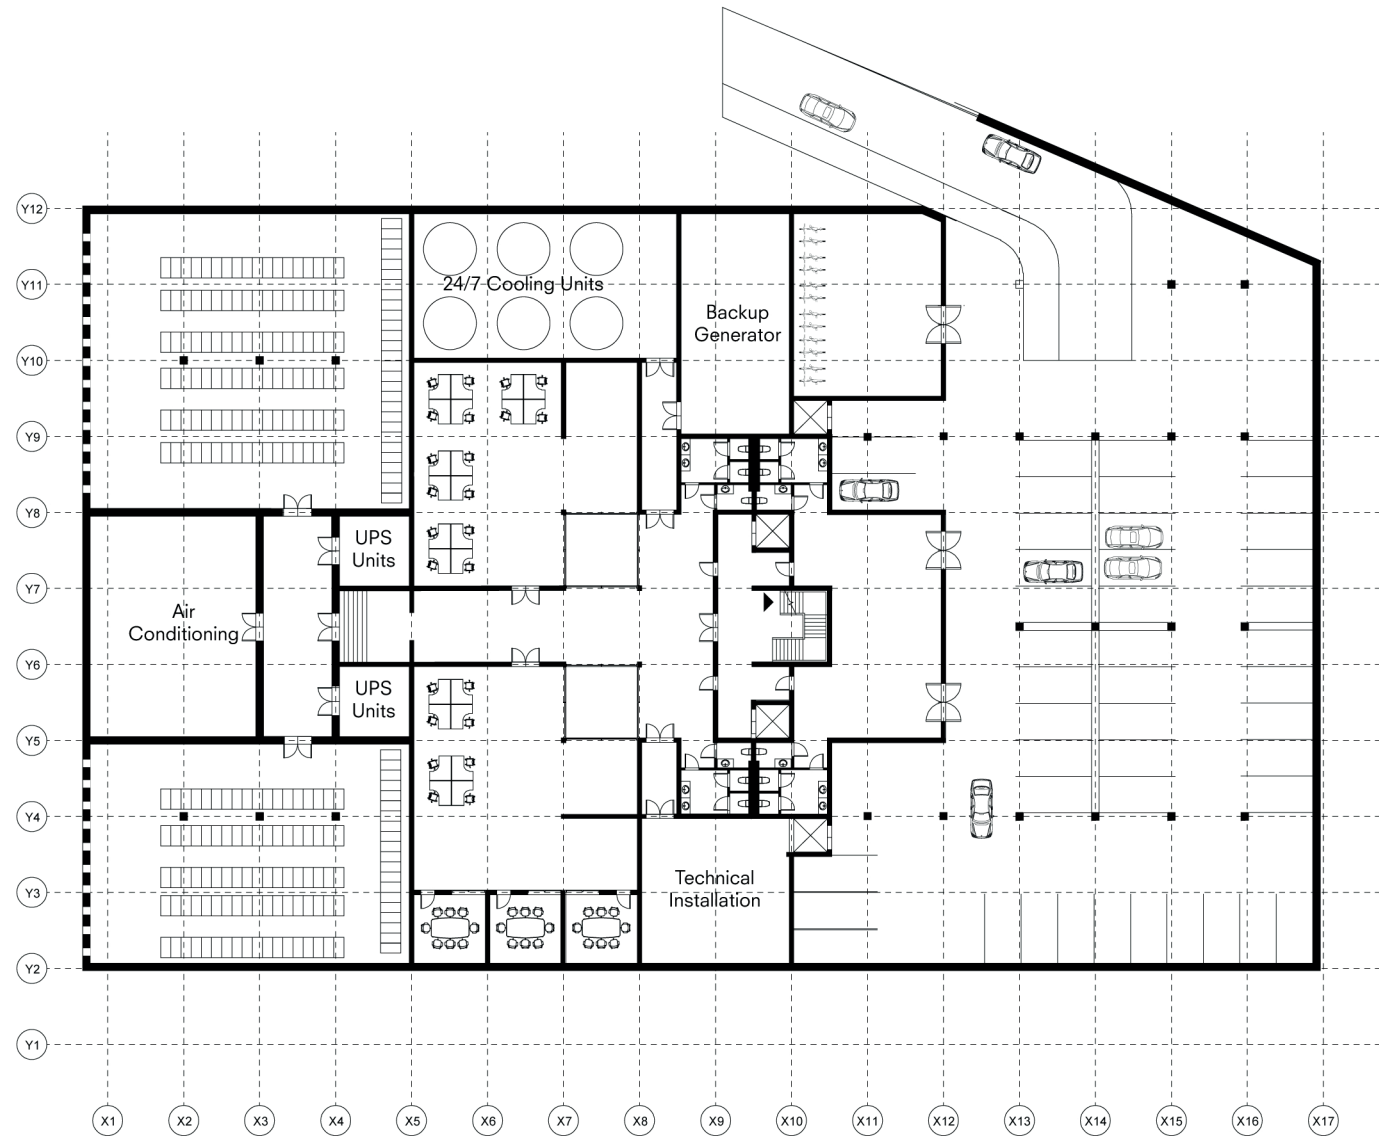 Y12
Y11
24/7 Cooling Units
Backup
Generator
Y10
Y9
Y8
UPS
Units
Y7
Air
Conditioning
Y6
UPS
Units
Y5
Y4
Technical
Installation
Y3
Y2
Y1
X1 X2 X3 X4 X5 X6 X7 X8 X9 X10 X11 X12 X13 X14 X15 X16 X17